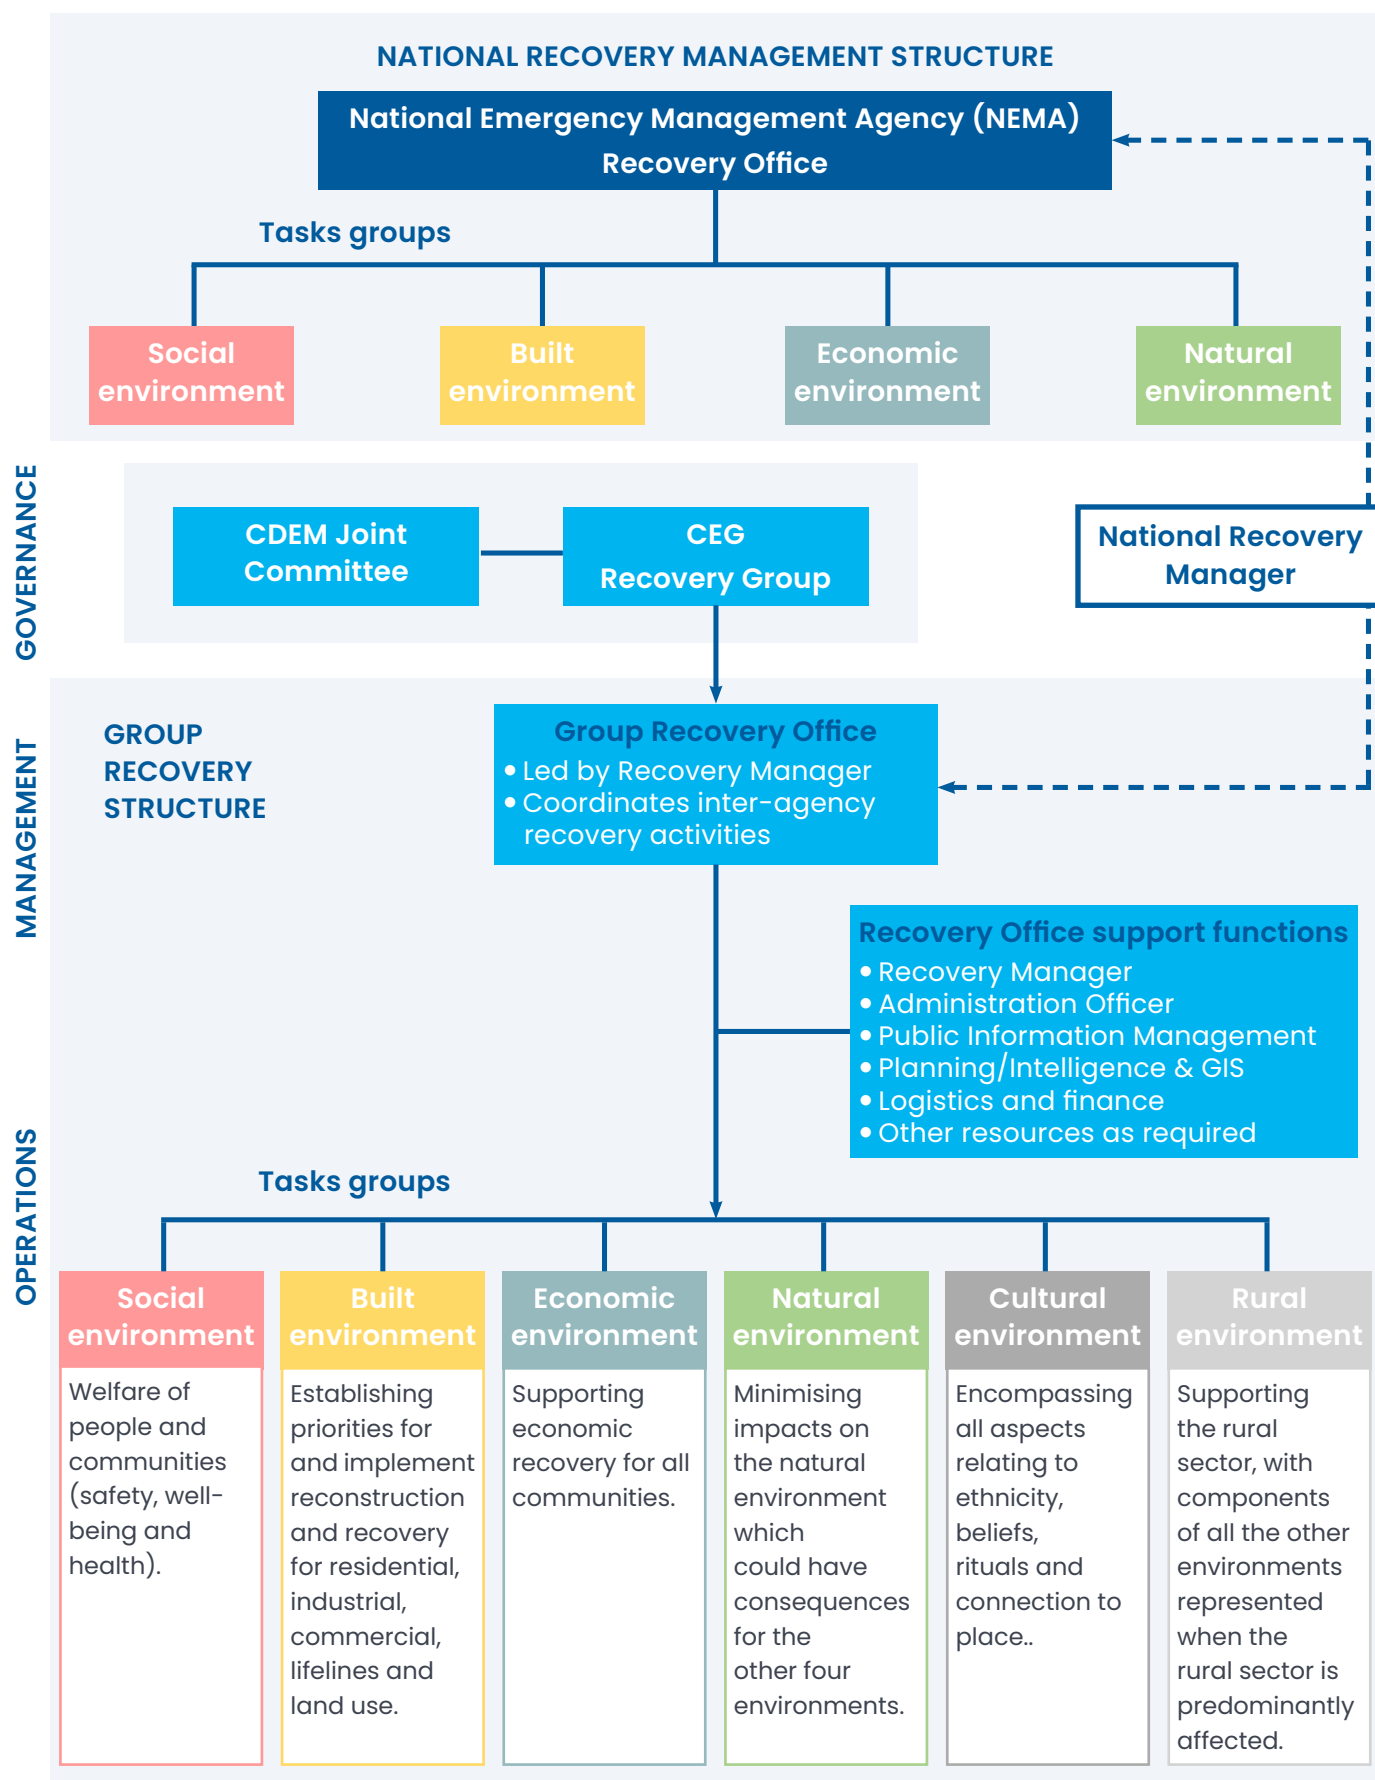 NATIONAL RECOVERY MANAGEMENT STRUCTURE
National Emergency Management Agency (NEMA)
Recovery Office
Tasks groups
Social
environment
Built
environment
Economic
environment
Natural
environment
GOVERNANCE
CDEM Joint
Committee
CEG
Recovery Group
National Recovery
Manager
MANAGEMENT
GROUP
RECOVERY
STRUCTURE
Group Recovery Office
• Led by Recovery Manager
• Coordinates inter-agency
recovery activities
Recovery Office support functions
• Recovery Manager
• Administration Officer
• Public Information Management
• Planning/Intelligence & GIS
• Logistics and finance
• Other resources as required
OPERATIONS
Tasks groups
Social
environment
Welfare of
people and
communities
(safety, well-
being and
health).
Built
environment
Establishing
priorities for
and implement
reconstruction
and recovery
for residential,
industrial,
commercial,
lifelines and
land use.
Economic
environment
Supporting
economic
recovery for all
communities.
Natural
environment
Minimising
impacts on
the natural
environment
which
could have
consequences
for the
other four
environments.
Cultural
environment
Encompassing
all aspects
relating to
ethnicity,
beliefs,
rituals and
connection to
place..
Rural
environment
Supporting
the rural
sector, with
components
of all the other
environments
represented
when the
rural sector is
predominantly
affected.